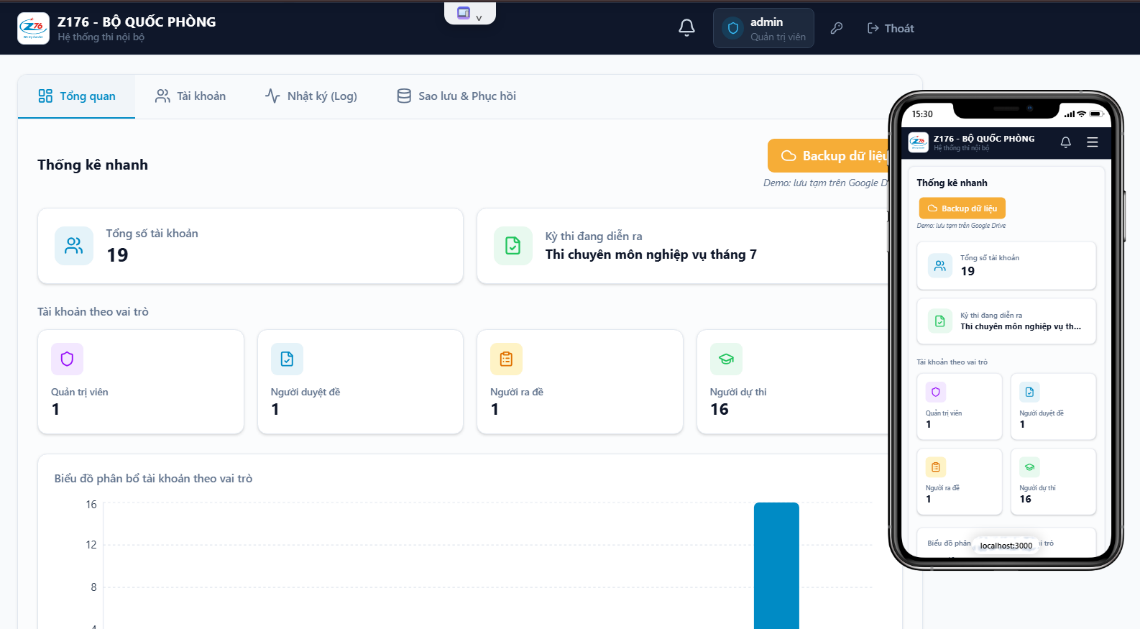 Z176 - BỘ QUỐC PHÒNG
Hệ thống thi nội bộ
admin
Quản trị viên
Thoát
Tổng quan
Tài khoản
Nhật ký (Log)
Sao lưu & Phục hồi
Thống kê nhanh
Backup dữ liệu
Demo: lưu tạm trên Google D
Tổng số tài khoản
19
Kỳ thi đang diễn ra
Thi chuyên môn nghiệp vụ tháng 7
Tài khoản theo vai trò
Quản trị viên
1
Người duyệt đề
1
Người ra đề
1
Người dự thi
16
Biểu đồ phân bổ tài khoản theo vai trò
16
12
8
4
15:30
Z176 - BỘ QUỐC PHÒNG
Hệ thống thi nội bộ
Thống kê nhanh
Backup dữ liệu
Demo: lưu tạm trên Google Drive
Tổng số tài khoản
19
Kỳ thi đang diễn ra
Thi chuyên môn nghiệp vụ th...
Tài khoản theo vai trò
Quản trị viên
1
Người duyệt đề
1
Người ra đề
1
Người dự thi
16
Biểu đồ phân
i trò
localhost:3000